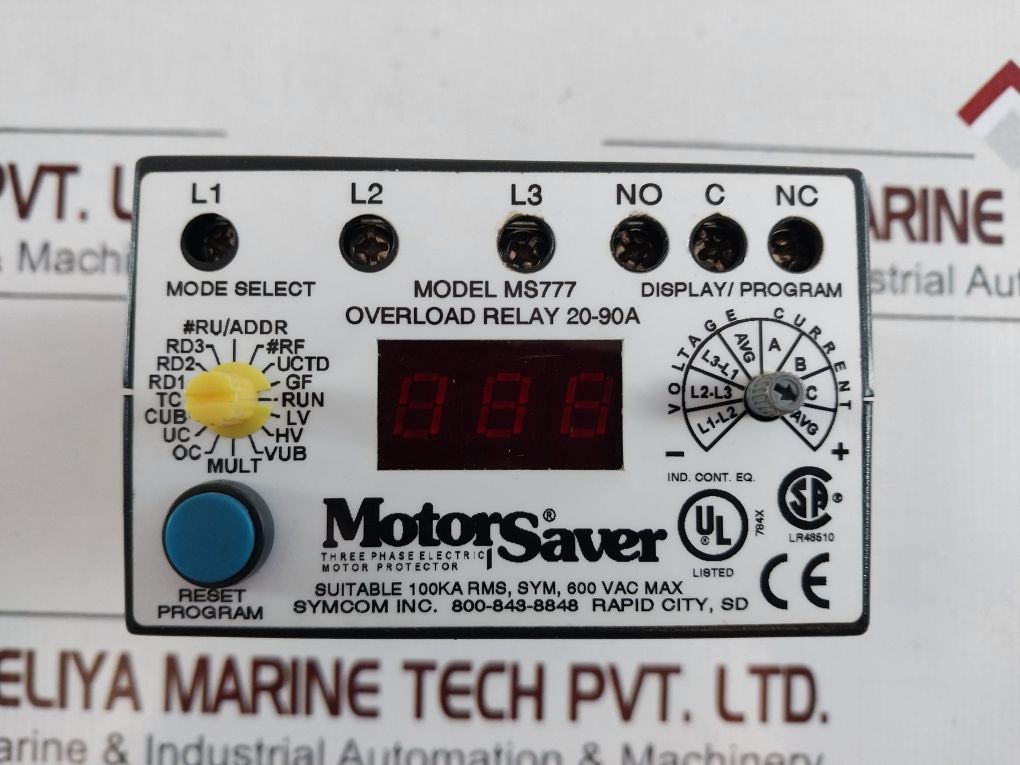 PVT.
ARINE
& Machi
strial Aut
L1 L2 L3 NO C NC
MODE SELECT
MODEL MS777
OVERLOAD RELAY 20-90A
DISPLAY/ PROGRAM
#RU/ADDR
RD3 #RF
RD2 UCTD
RD1 GF
TC RUN
CUB LV
UC HV
OC VUB
MULT
VOLTAGE CURRENT
L1-L2
L2-L3
L3-L1
AVG
A
B
C
AVG
- +
RESET
PROGRAM
MotorSaver®
THREE PHASE ELECTRIC
MOTOR PROTECTOR
SUITABLE 100KA RMS, SYM, 600 VAC MAX
SYMCOM INC. 800-843-8848 RAPID CITY, SD
IND. CONT. EQ.
UL®
784X
LISTED
SA®
LR48510
CE
ELIYA MARINE TECH PVT. LTD.
arine & Industrial Automation & Machinery